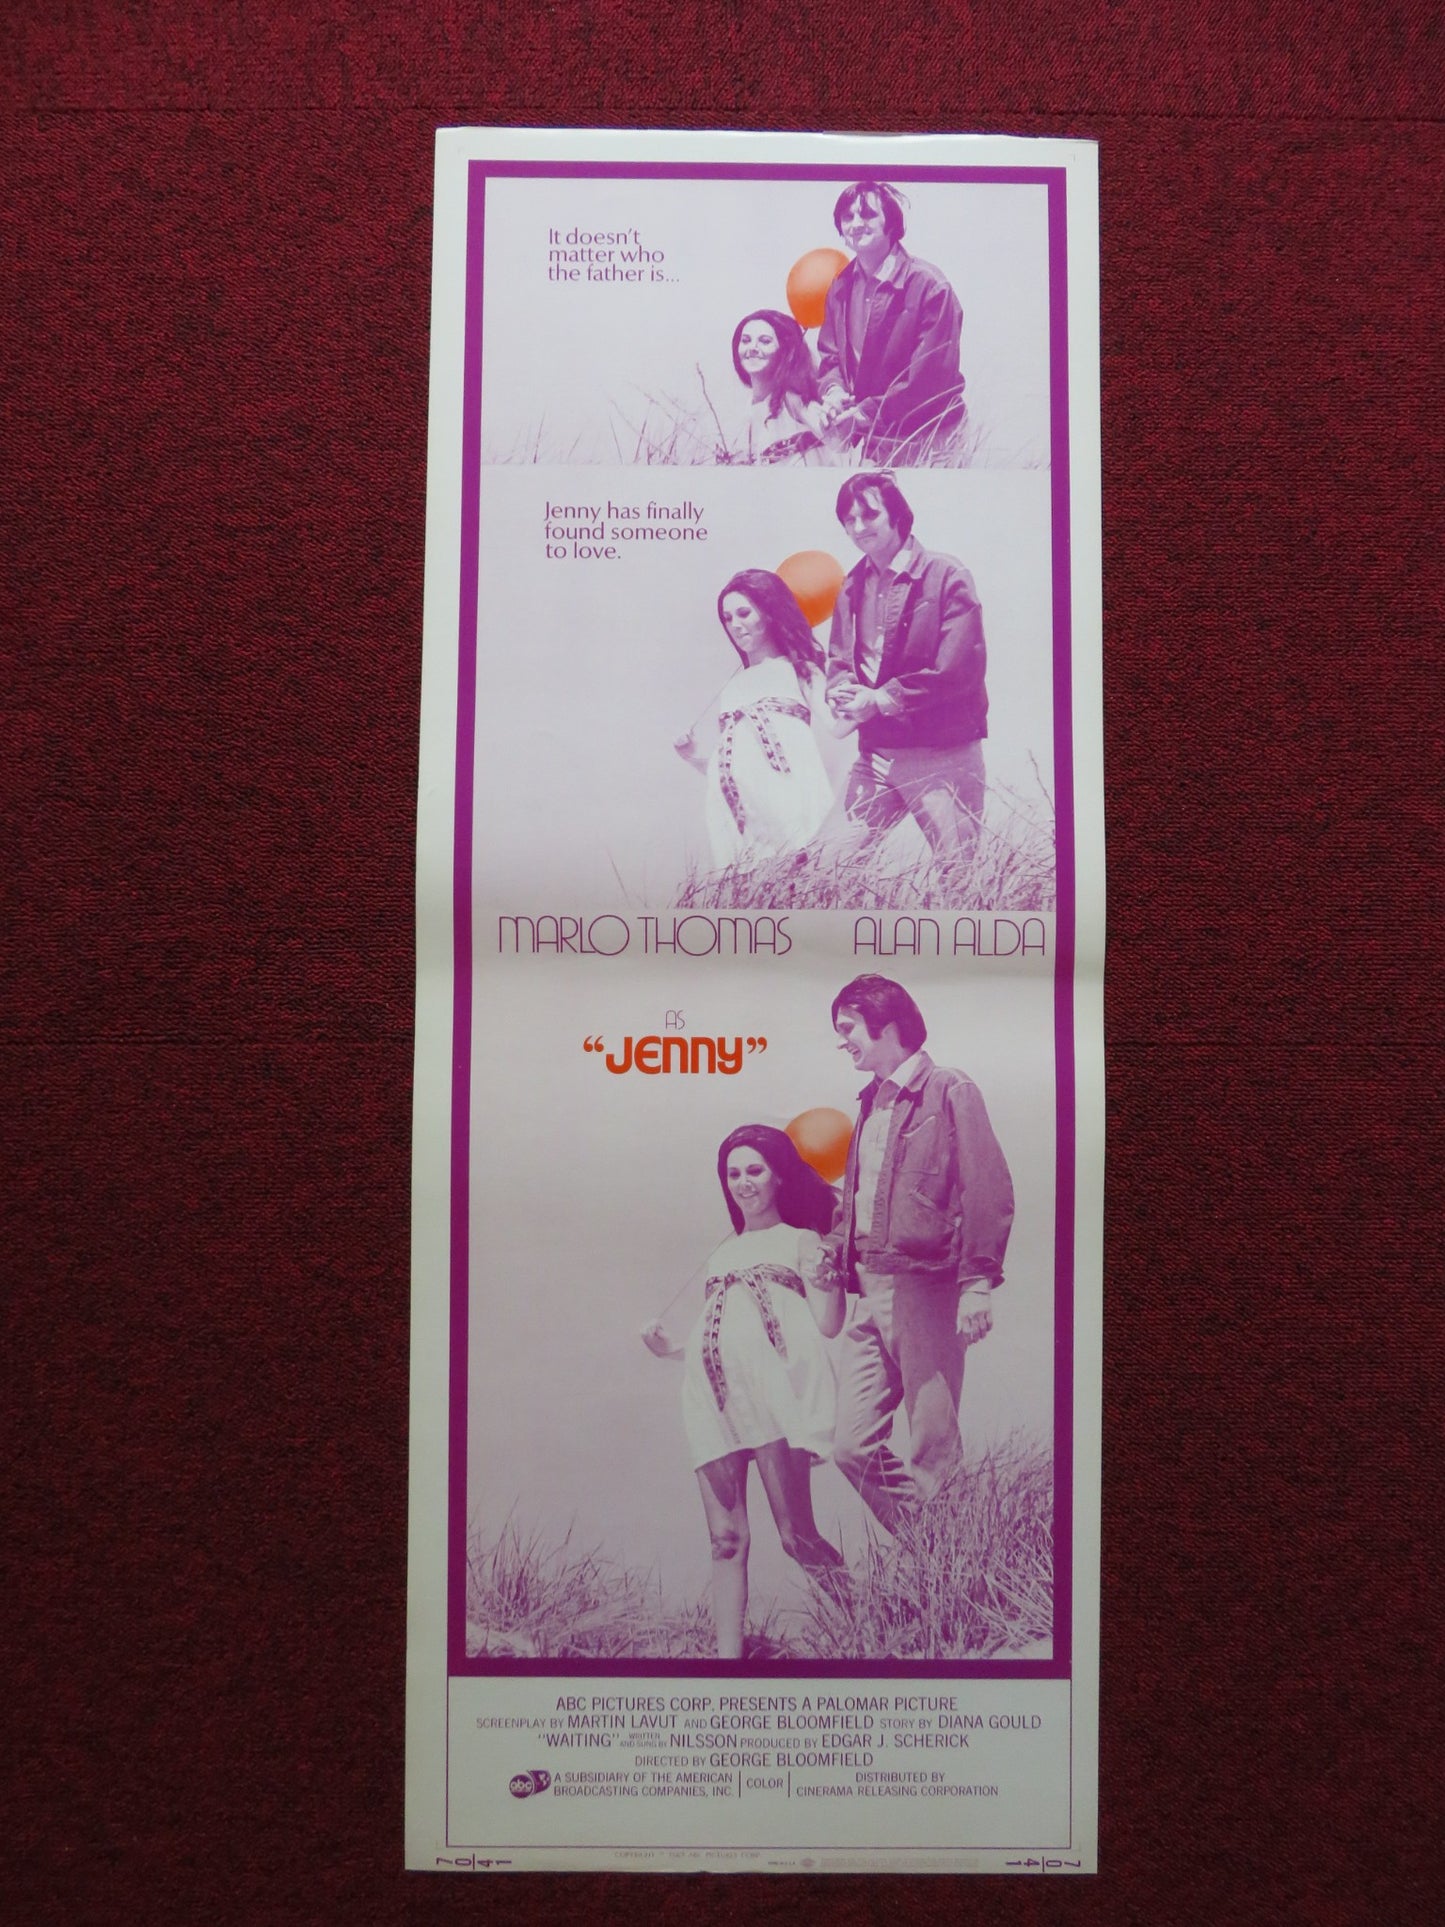 It doesn't
matter who
the father is...
Jenny has finally
found someone
to love.
MARLO THOMAS ALAN ALDA
AS
"JENNY"
ABC PICTURES CORP. PRESENTS A PALOMAR PICTURE
SCREENPLAY BY MARTIN LAVUT AND GEORGE BLOOMFIELD STORY BY DIANA GOULD
"WAITING" WRITTEN AND SUNG BY NILSSON PRODUCED BY EDGAR J. SCHERICK
DIRECTED BY GEORGE BLOOMFIELD
abc A SUBSIDIARY OF THE AMERICAN BROADCASTING COMPANIES, INC. COLOR DISTRIBUTED BY CINERAMA RELEASING CORPORATION
70 41
70 41